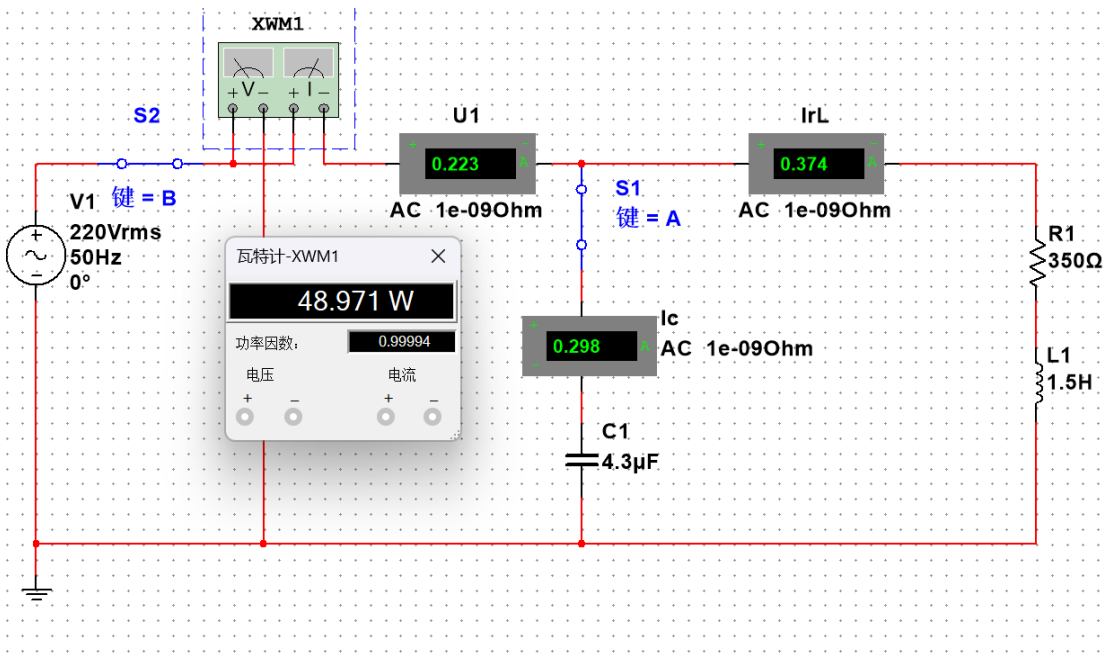 XWM1
V
I
S2
键 = B
U1
0.223
A
AC 1e-09Ohm
IrL
0.374
A
AC 1e-09Ohm
S1
键 = A
V1
220Vrms
50Hz
0°
瓦特计-XWM1
48.971 W
功率因数:
0.99994
电压
电流
+ − + −
Ic
0.298
A
AC 1e-09Ohm
C1
4.3µF
R1
350Ω
L1
1.5H